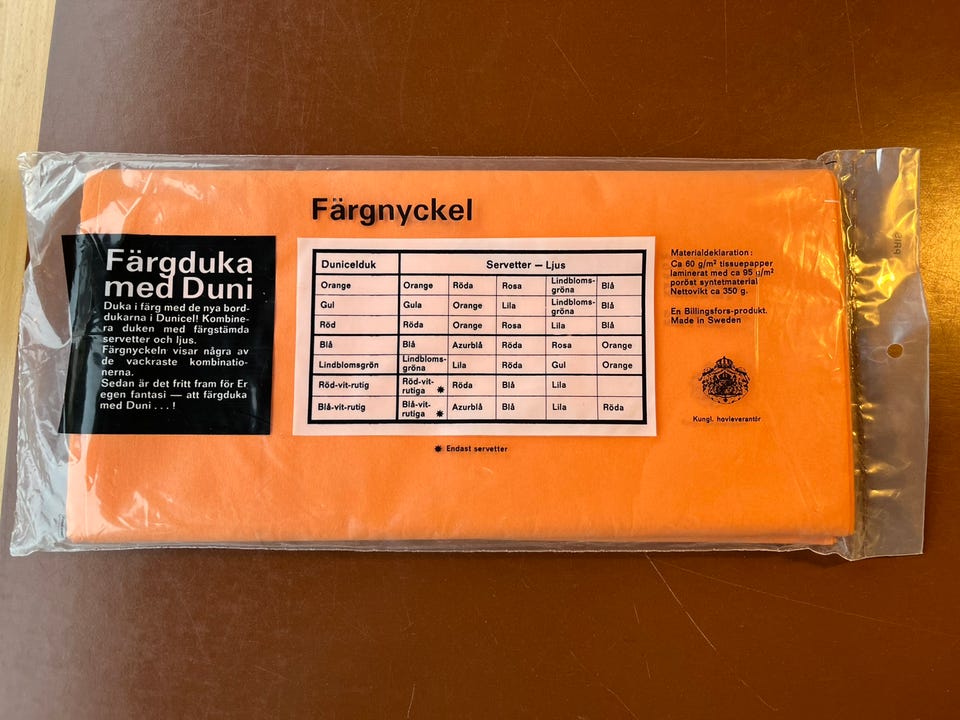 Färgnyckel
Färgduka
med Duni
Duka i färg med de nya bord-
dukarna i Dunicel! Kombine-
ra duken med färgstämda
servetter och ljus.
Färgnyckeln visar några av
de vackraste kombinatio-
nerna.
Sedan är det fritt fram för Er
egen fantasi — att färgduka
med Duni . . . !
Dunicelduk Servetter – Ljus
Orange Orange Röda Rosa Lindbloms-gröna Blå
Gul Gula Orange Lila Lindbloms-gröna Blå
Röd Röda Orange Rosa Lila Blå
Blå Blå Azurblå Röda Rosa Orange
Lindblomsgrön Lindbloms-gröna Lila Röda Gul Orange
Röd-vit-rutig Röd-vit-rutiga ✱ Röda Blå Lila
Blå-vit-rutig Blå-vit-rutiga ✱ Azurblå Blå Lila Röda
✱ Endast servetter
Materialdeklaration:
Ca 60 g/m² tissuepapper
laminerat med ca 95 g/m²
poröst syntetmaterial
Nettovikt ca 350 g.
En Billingsfors-produkt.
Made in Sweden
Kungl. hovleverantör